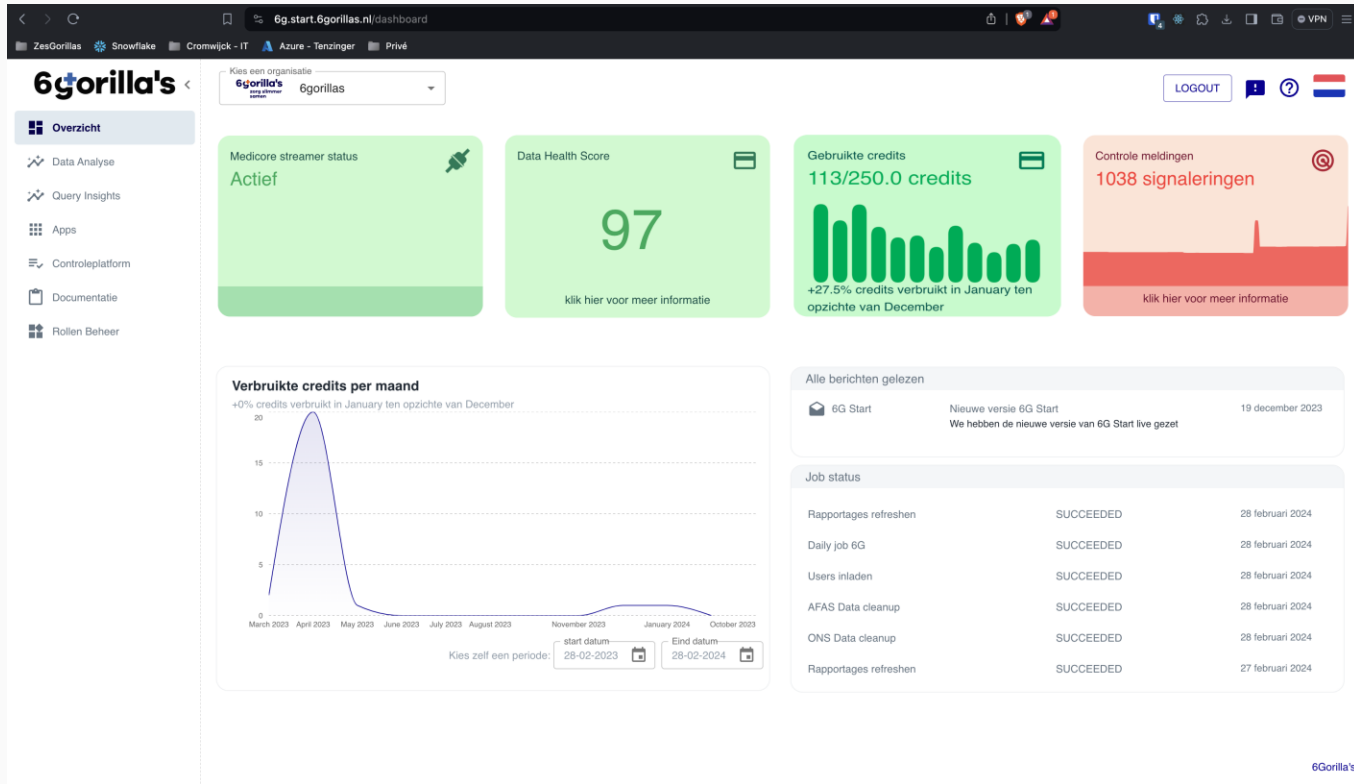 6g.start.6gorillas.nl/dashboard
4
1
VPN
ZesGorillas
Snowflake
Cromwijck - IT
Azure - Tenzinger
Privé
6gorilla's
Kies een organisatie
6gorilla's
zorg slimmer
samen
6gorillas
LOGOUT
Overzicht
Data Analyse
Query Insights
Apps
Controleplatform
Documentatie
Rollen Beheer
Medicore streamer status
Actief
Data Health Score
97
klik hier voor meer informatie
Gebruikte credits
113/250.0 credits
+27.5% credits verbruikt in January ten
opzichte van December
Controle meldingen
1038 signaleringen
klik hier voor meer informatie
Verbruikte credits per maand
+0% credits verbruikt in January ten opzichte van December
20
15
10
5
0
March 2023 April 2023 May 2023 June 2023 July 2023 August 2023 November 2023 January 2024 October 2023
Kies zelf een periode:
start datum
28-02-2023
Eind datum
28-02-2024
Alle berichten gelezen
6G Start Nieuwe versie 6G Start 19 december 2023
We hebben de nieuwe versie van 6G Start live gezet
Job status
Rapportages refreshen SUCCEEDED 28 februari 2024
Daily job 6G SUCCEEDED 28 februari 2024
Users inladen SUCCEEDED 28 februari 2024
AFAS Data cleanup SUCCEEDED 28 februari 2024
ONS Data cleanup SUCCEEDED 28 februari 2024
Rapportages refreshen SUCCEEDED 27 februari 2024
6Gorilla's